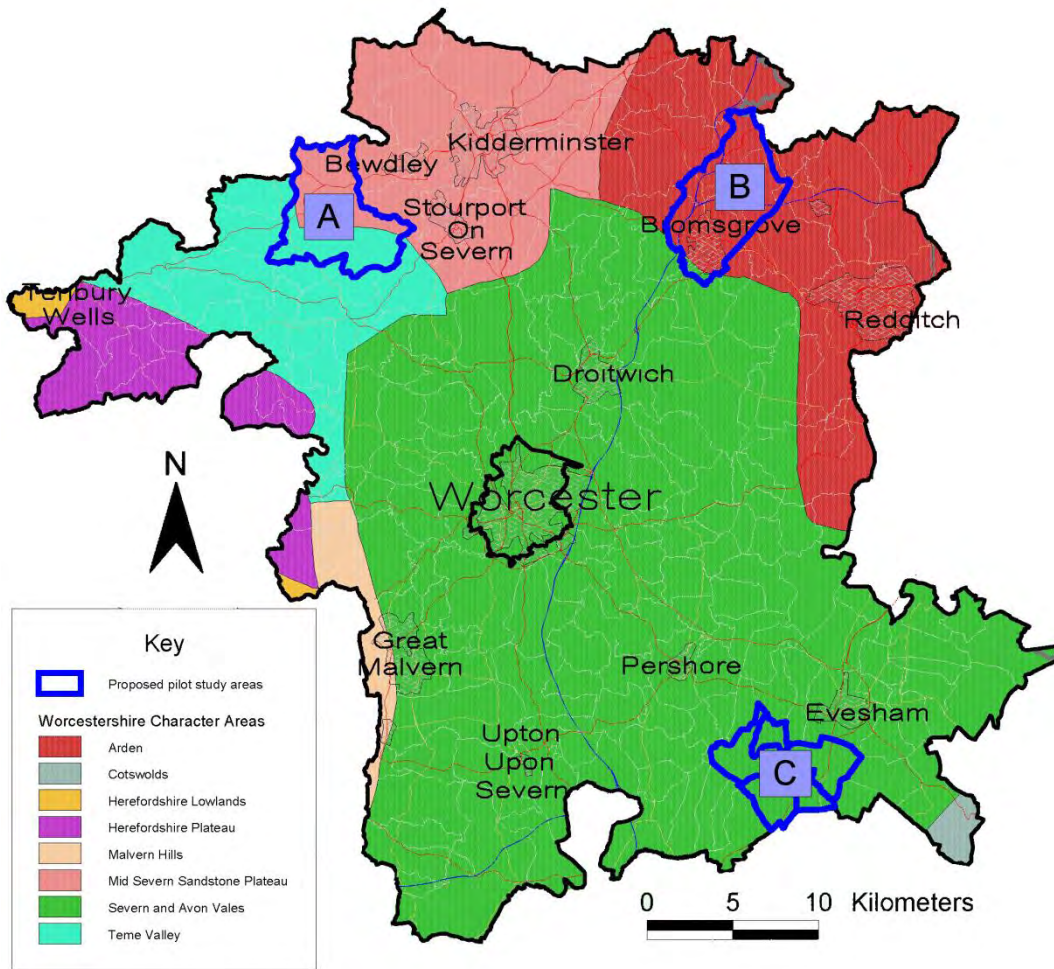 Kidderminster
Bewdley
A
B
Stourport
On
Severn
Bromsgrove
Tenbury
Wells
Redditch
Droitwich
N
Worcester
Great
Malvern
Pershore
Evesham
Upton
Upon
Severn
C
0 5 10 Kilometers
Key
Proposed pilot study areas
Worcestershire Character Areas
Arden
Cotswolds
Herefordshire Lowlands
Herefordshire Plateau
Malvern Hills
Mid Severn Sandstone Plateau
Severn and Avon Vales
Teme Valley